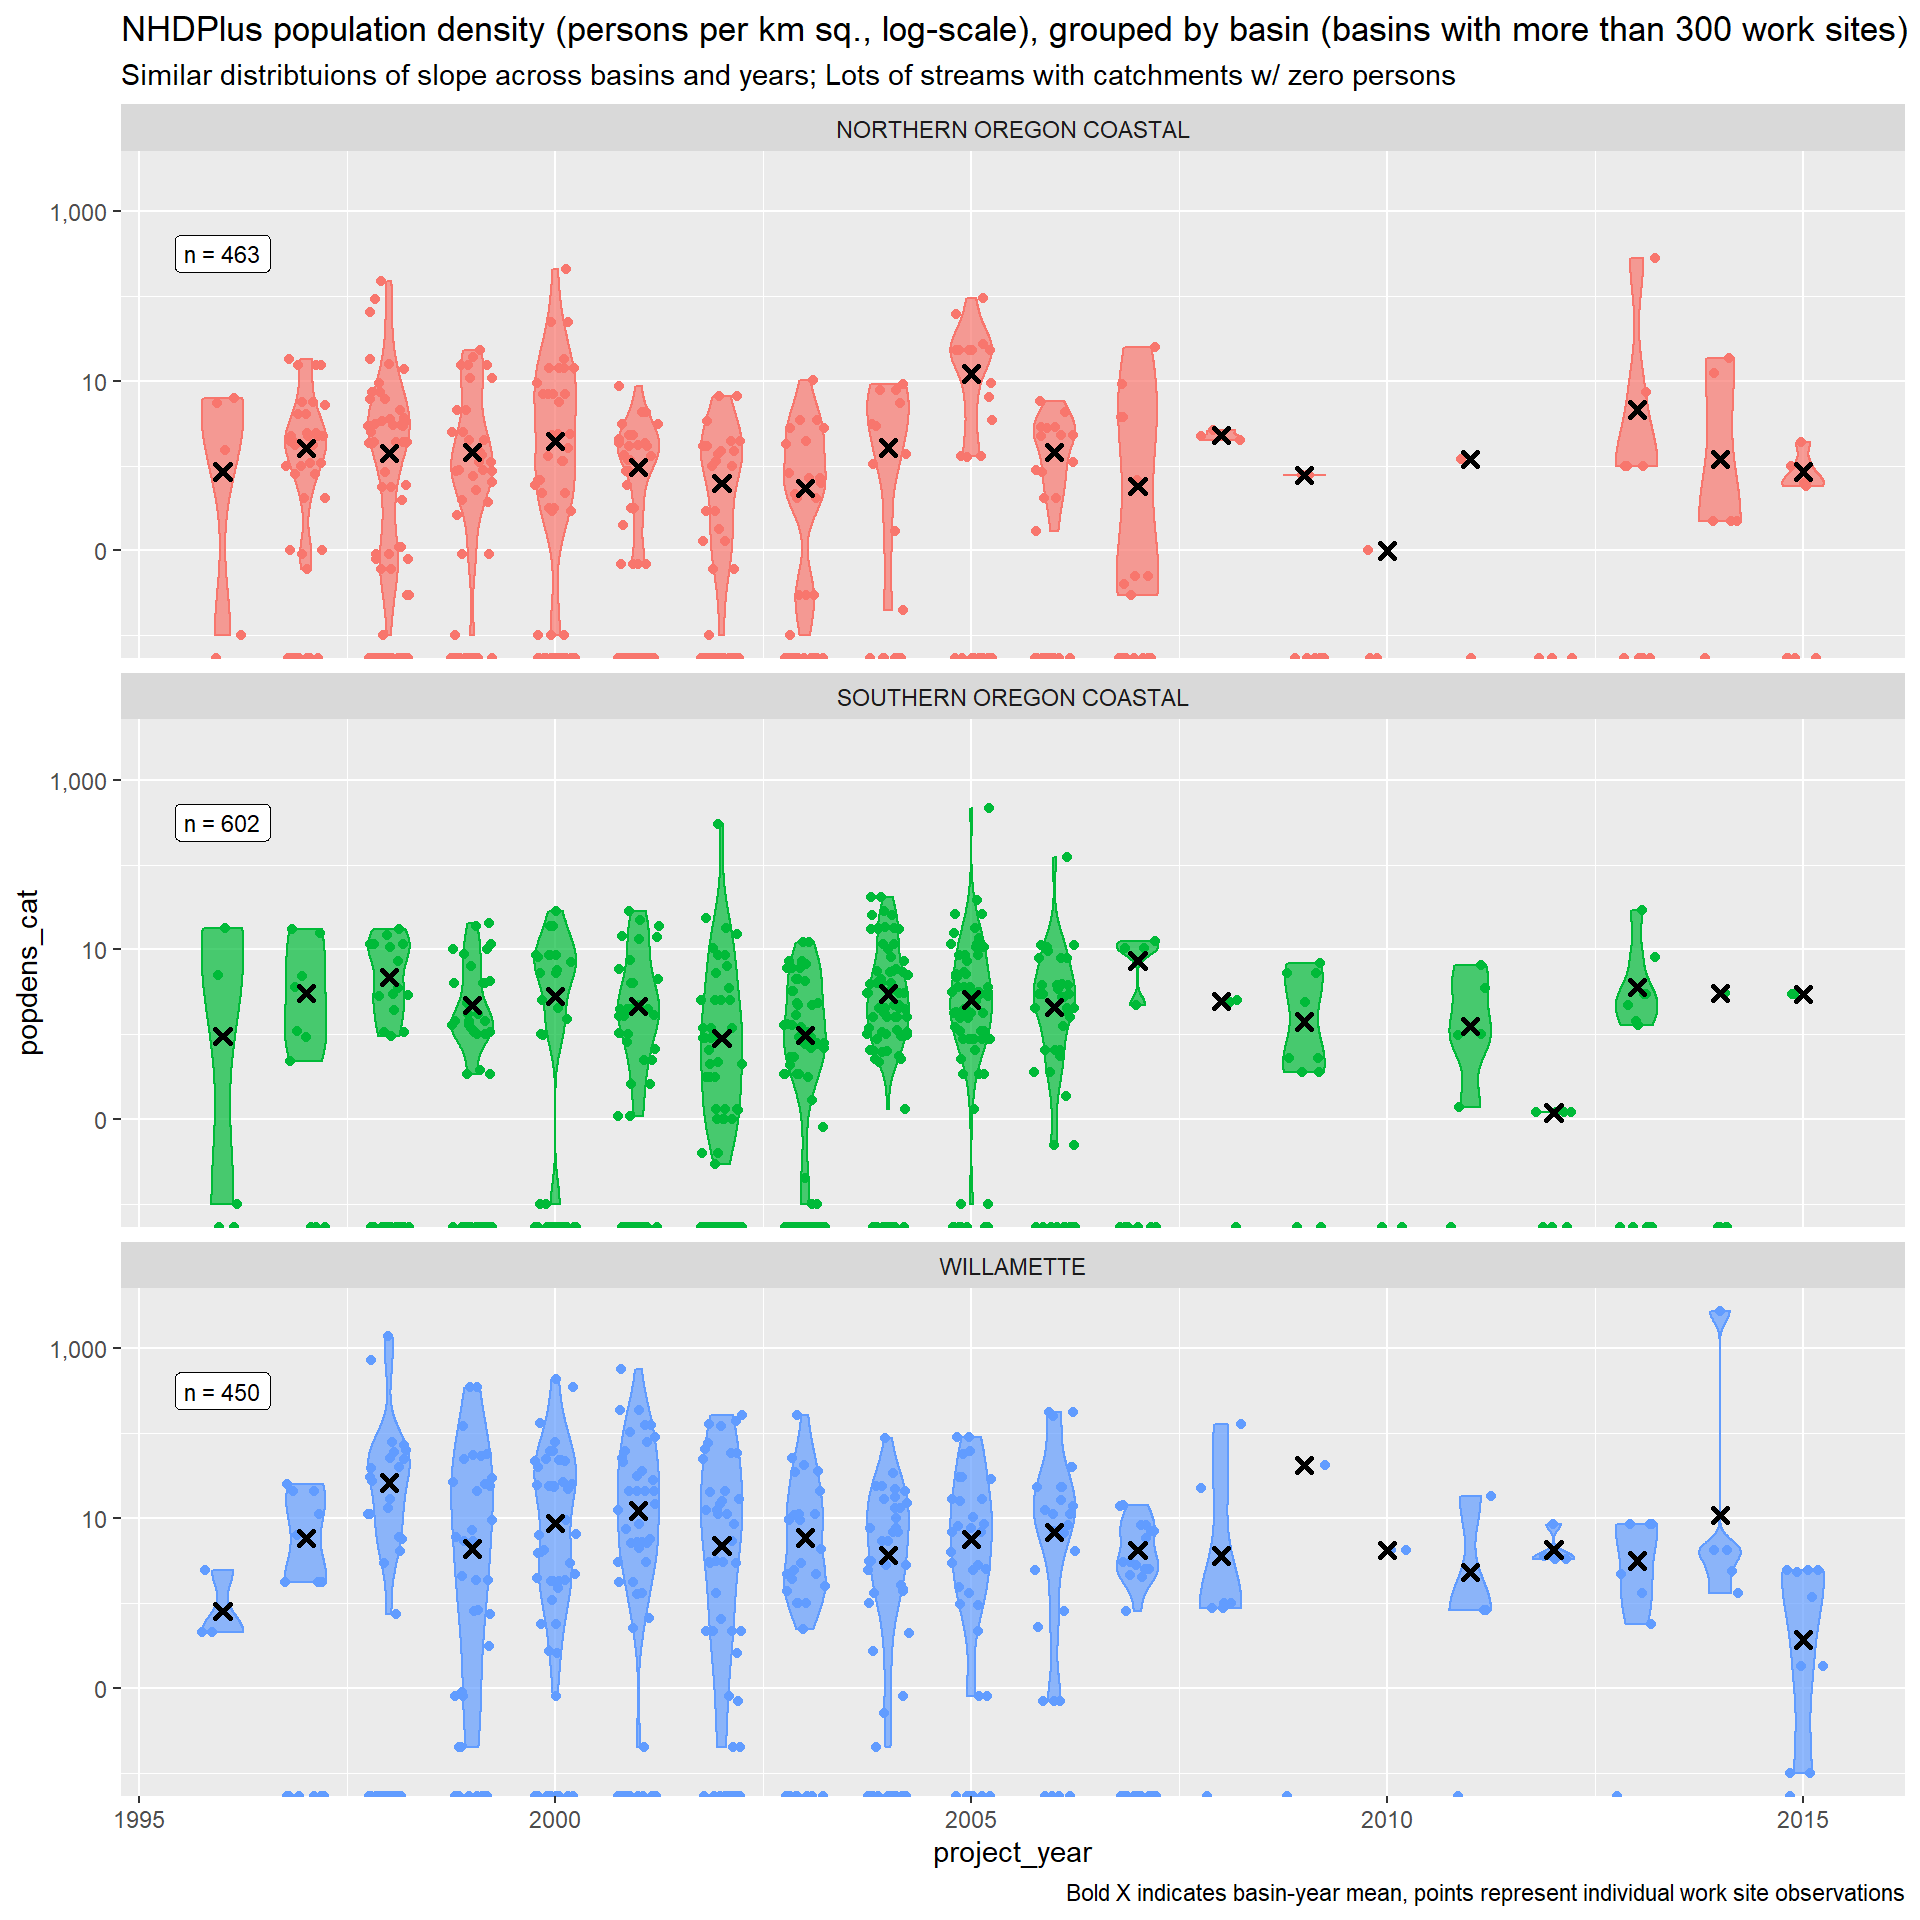 NHDPlus population density (persons per km sq., log-scale), grouped by basin (basins with more than 300 work sites)
Similar distribtuions of slope across basins and years; Lots of streams with catchments w/ zero persons
NORTHERN OREGON COASTAL
1,000
n = 463
10
0
SOUTHERN OREGON COASTAL
1,000
n = 602
10
0
popdens_cat
WILLAMETTE
1,000
n = 450
10
0
1995 2000 2005 2010 2015
project_year
Bold X indicates basin-year mean, points represent individual work site observations